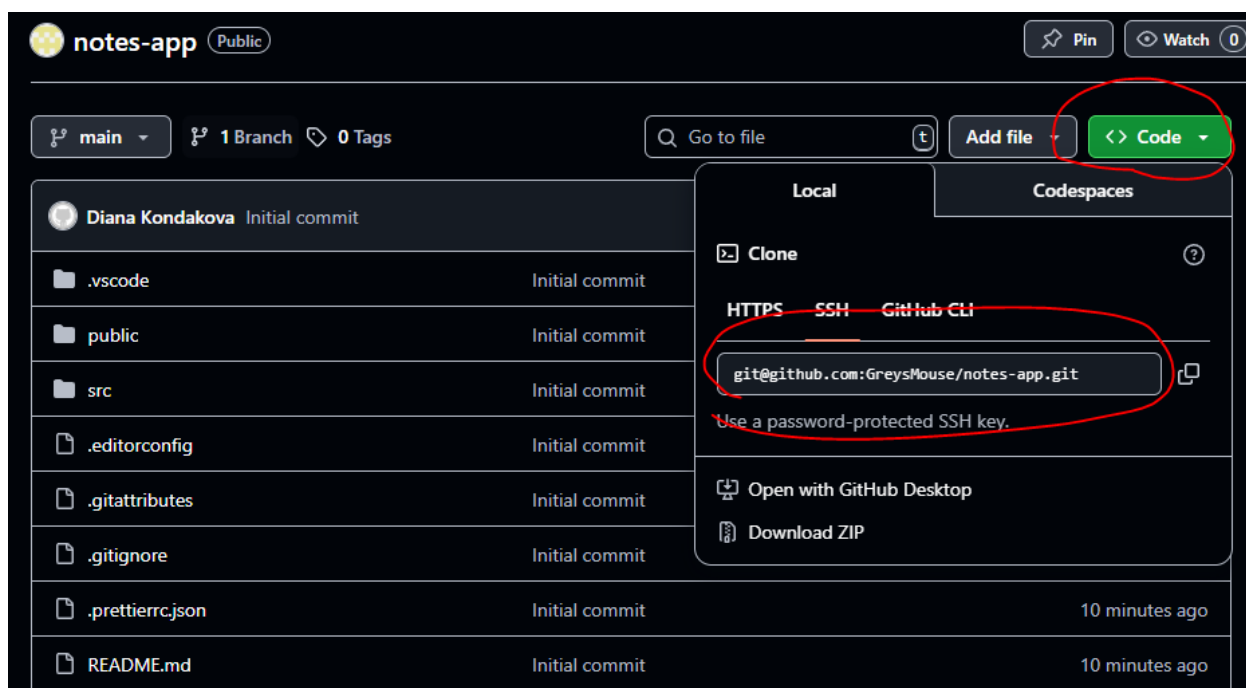 notes-app Public
Pin
Watch 0
main
1 Branch
0 Tags
Go to file
t
Add file
<> Code
Local
Codespaces
Diana Kondakova Initial commit
Clone
HTTPS SSH GitHub CLI
git@github.com:GreysMouse/notes-app.git
Use a password-protected SSH key.
Open with GitHub Desktop
Download ZIP
.vscode Initial commit
public Initial commit
src Initial commit
.editorconfig Initial commit
.gitattributes Initial commit
.gitignore Initial commit
.prettierrc.json Initial commit 10 minutes ago
README.md Initial commit 10 minutes ago